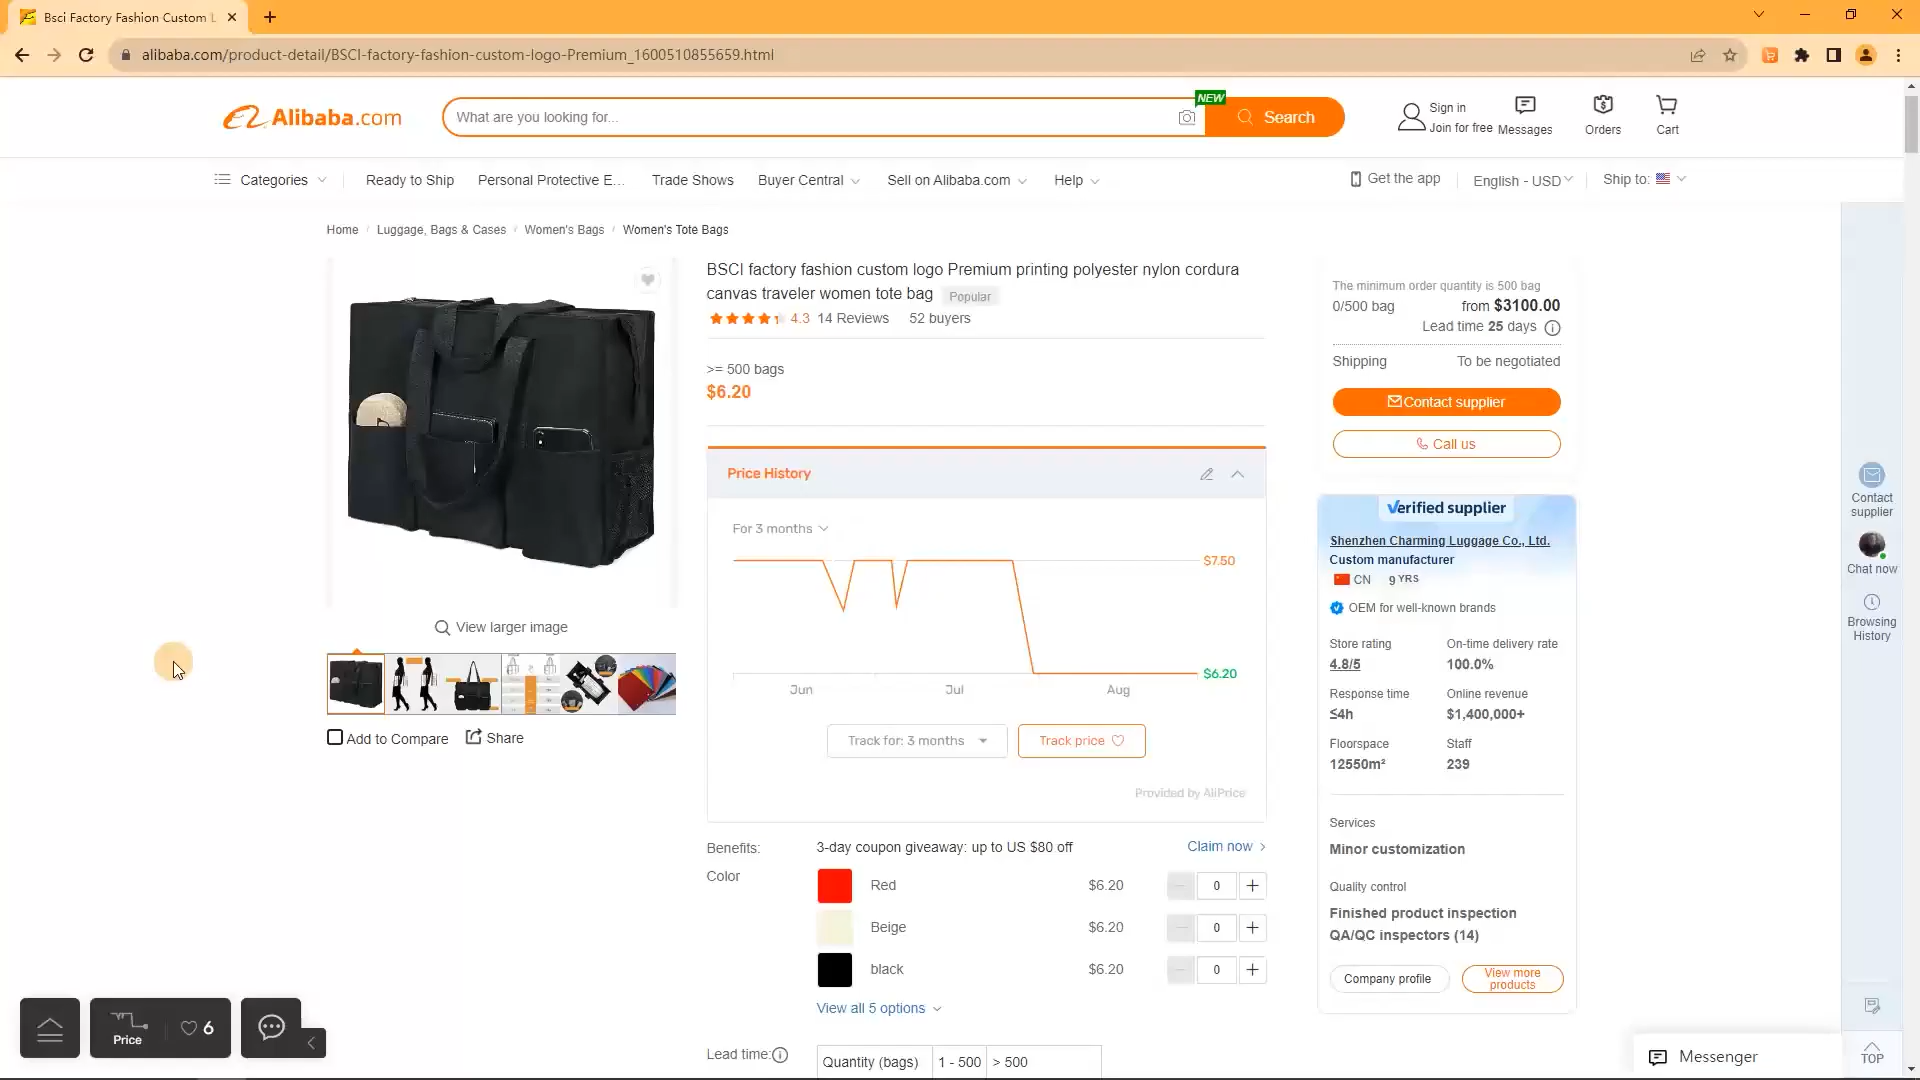 Bsci Factory Fashion Custom L
alibaba.com/product-detail/BSCI-factory-fashion-custom-logo-Premium_1600510855659.html
Alibaba.com
What are you looking for...
NEW
Search
Sign in
Join for free
Messages
Orders
Cart
Categories
Ready to Ship
Personal Protective E...
Trade Shows
Buyer Central
Sell on Alibaba.com
Help
Get the app
English - USD
Ship to:
Home / Luggage, Bags & Cases / Women's Bags / Women's Tote Bags
BSCI factory fashion custom logo Premium printing polyester nylon cordura
canvas traveler women tote bag Popular
4.3 14 Reviews 52 buyers
>= 500 bags
$6.20
Price History
For 3 months
$7.50
$6.20
Jun Jul Aug
Track for: 3 months
Track price
Provided by AliPrice
View larger image
Add to Compare
Share
Benefits:
3-day coupon giveaway: up to US $80 off
Claim now >
Color
Red $6.20 0 +
Beige $6.20 0 +
black $6.20 0 +
View all 5 options
Lead time:
Quantity (bags) 1 - 500 > 500
The minimum order quantity is 500 bag
0/500 bag from $3100.00
Lead time 25 days
Shipping To be negotiated
Contact supplier
Call us
Verified supplier
Shenzhen Charming Luggage Co., Ltd.
Custom manufacturer
CN 9 YRS
OEM for well-known brands
Store rating On-time delivery rate
4.8/5 100.0%
Response time Online revenue
≤4h $1,400,000+
Floorspace Staff
12550m² 239
Services
Minor customization
Quality control
Finished product inspection
QA/QC inspectors (14)
Company profile
View more
products
Contact
supplier
Chat now
Browsing
History
TOP
Messenger
Price
6